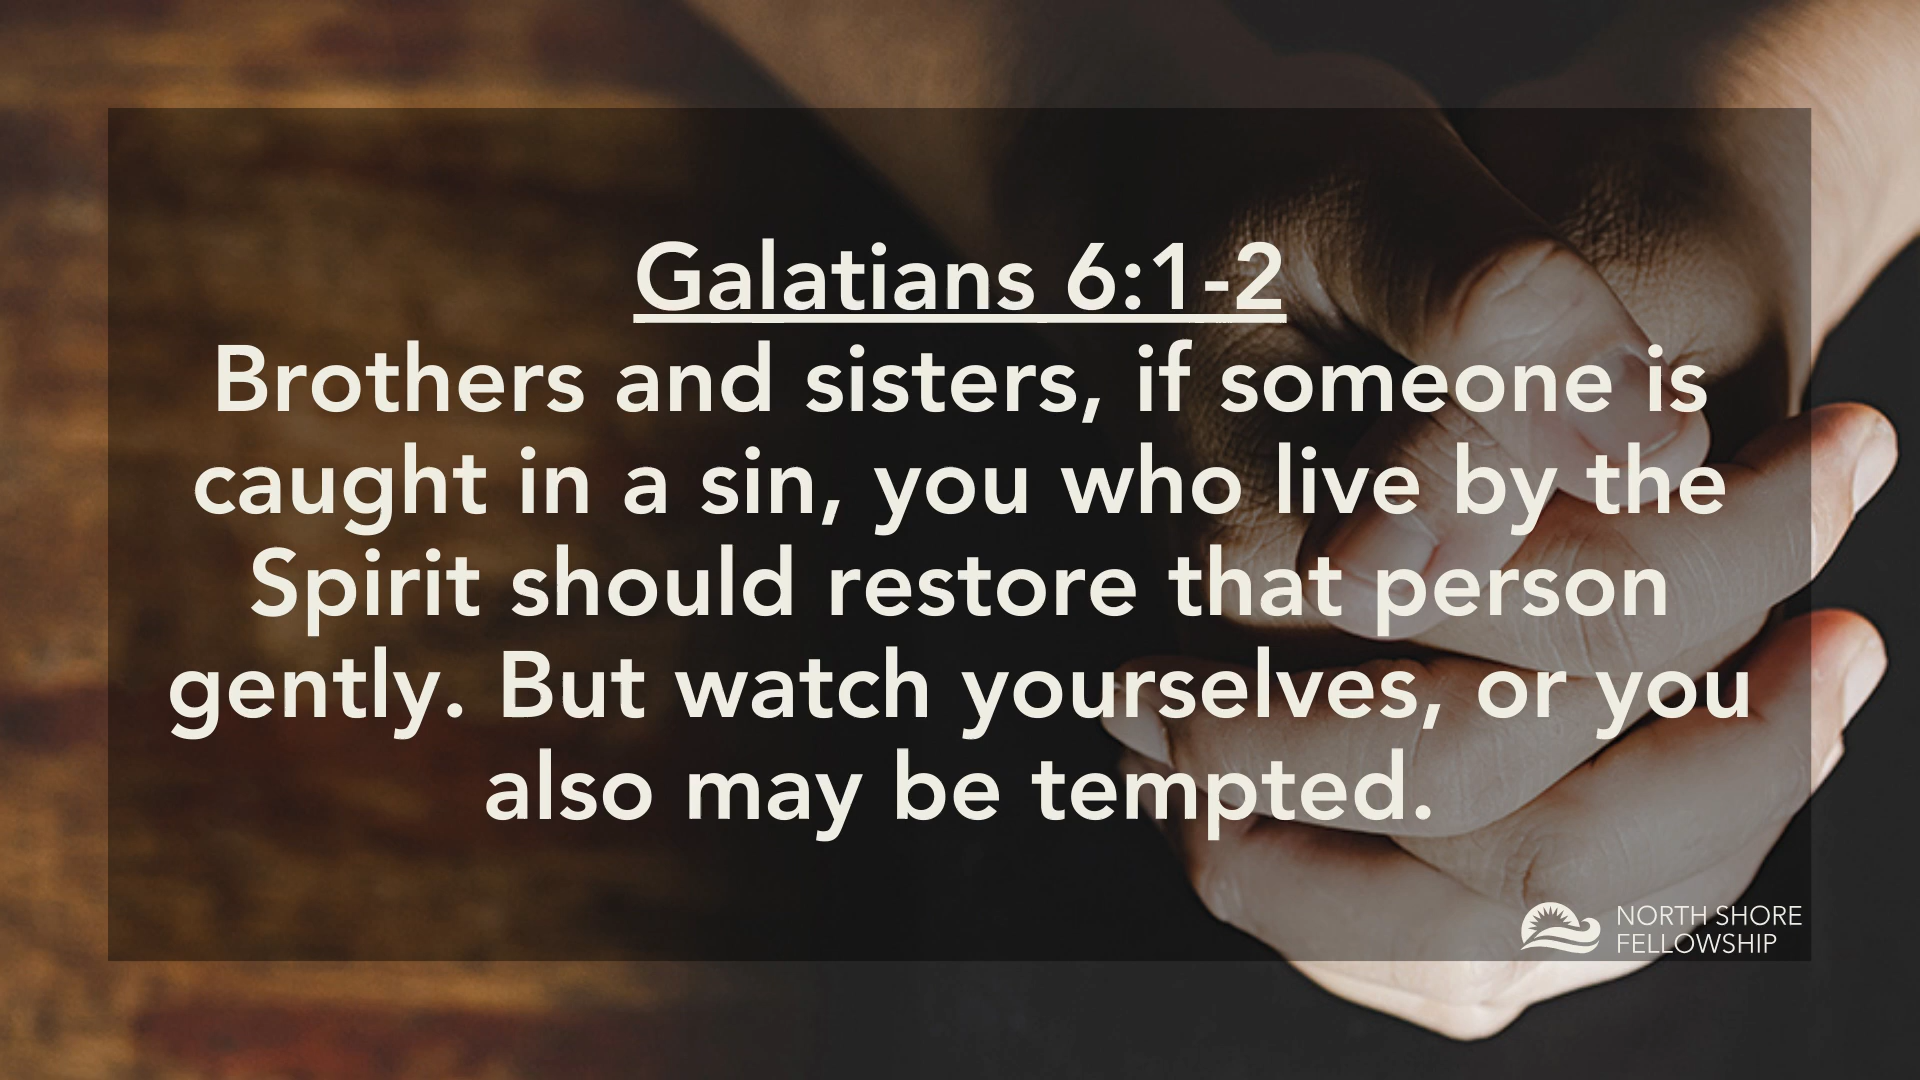 Galatians 6:1-2
Brothers and sisters, if someone is
caught in a sin, you who live by the
Spirit should restore that person
gently. But watch yourselves, or you
also may be tempted.
NORTH SHORE
FELLOWSHIP